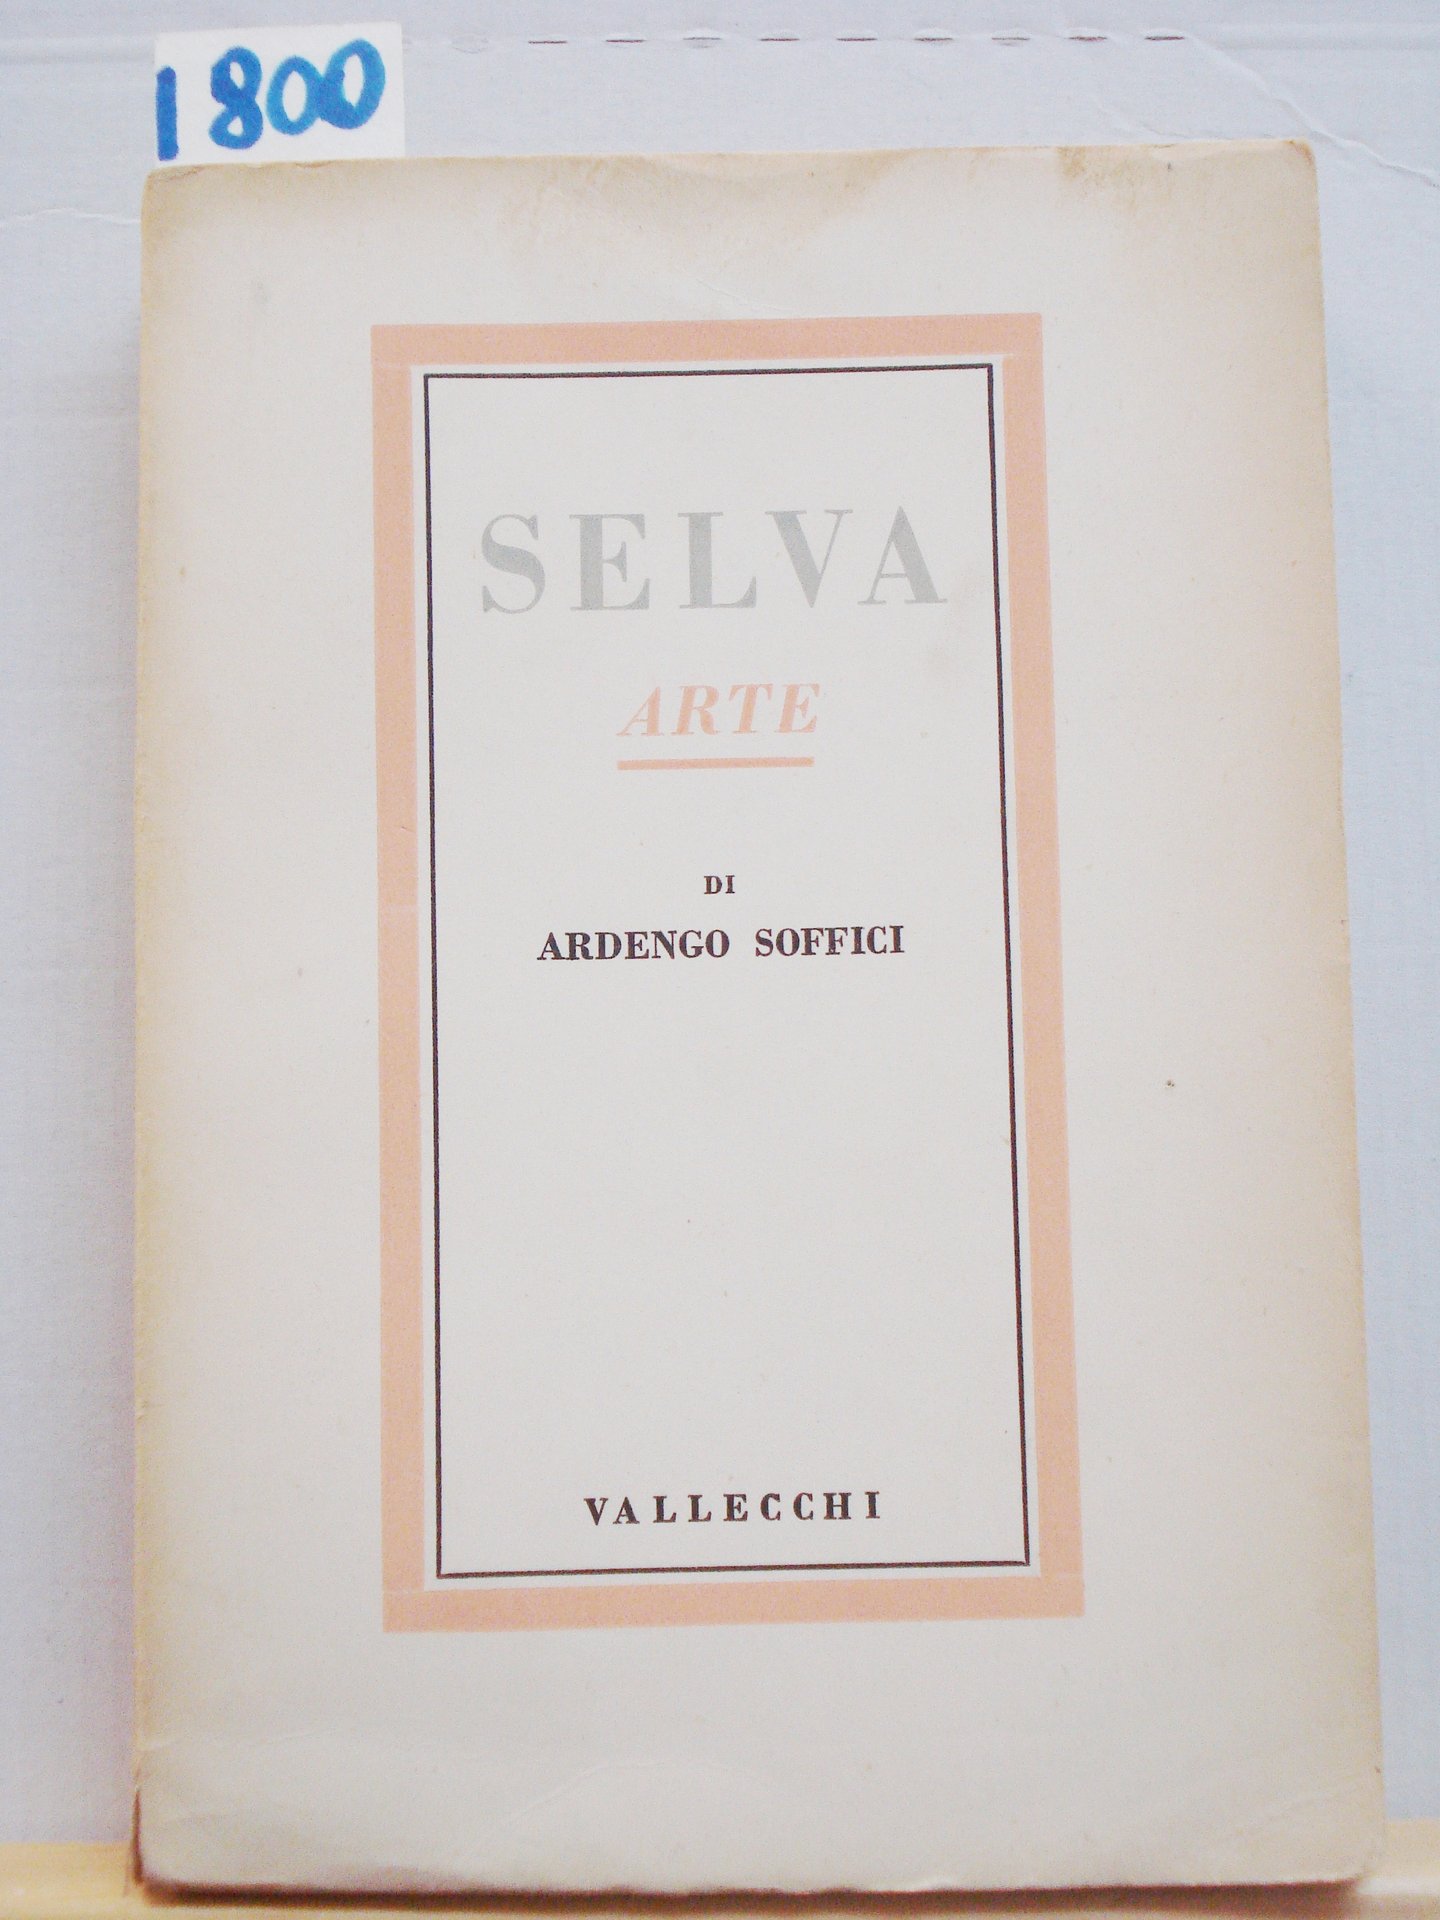 1800
SELVA
ARTE
DI
ARDENGO SOFFICI
VALLECCHI